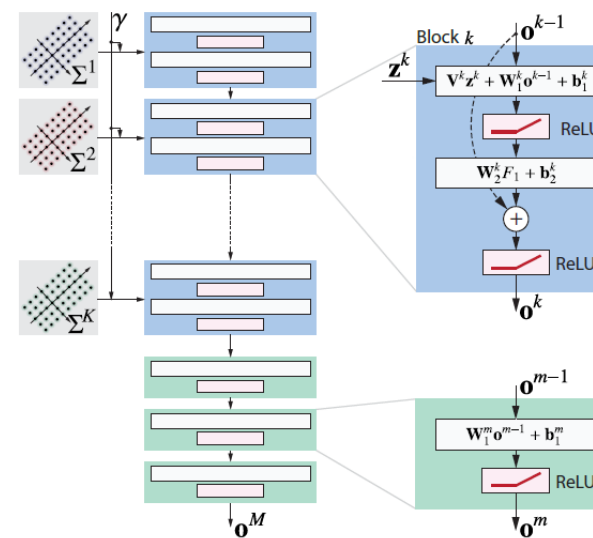 γ
Σ¹
Σ²
Σᴷ
oᴹ
Block k
oᵏ⁻¹
zᵏ
Vᵏzᵏ + W₁ᵏoᵏ⁻¹ + b₁ᵏ
ReLU
W₂ᵏF₁ + b₂ᵏ
+
ReLU
oᵏ
oᵐ⁻¹
W₁ᵐoᵐ⁻¹ + b₁ᵐ
ReLU
oᵐ